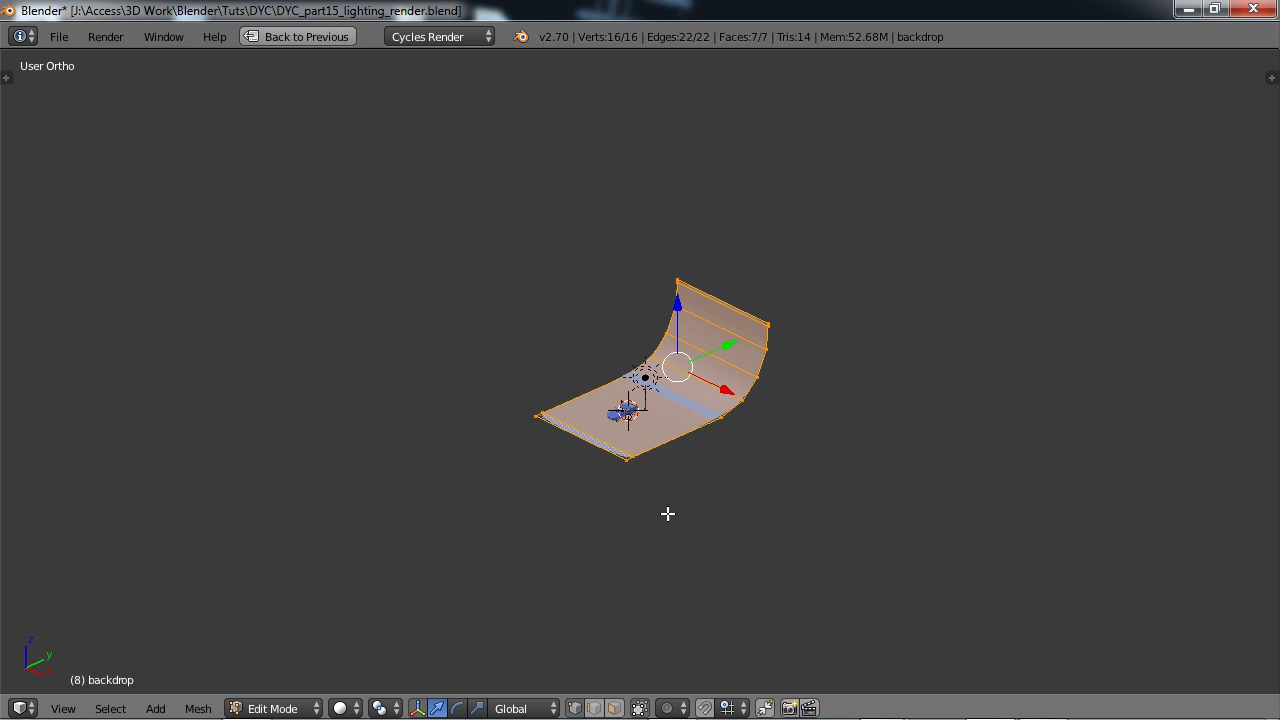 Blender* [J:\Access\3D Work\Blender\Tuts\DYC\DYC_part15_lighting_render.blend]
File Render Window Help Back to Previous Cycles Render v2.70 | Verts:16/16 | Edges:22/22 | Faces:7/7 | Tris:14 | Mem:52.68M | backdrop
User Ortho
z
y
x
(8) backdrop
View Select Add Mesh Edit Mode Global